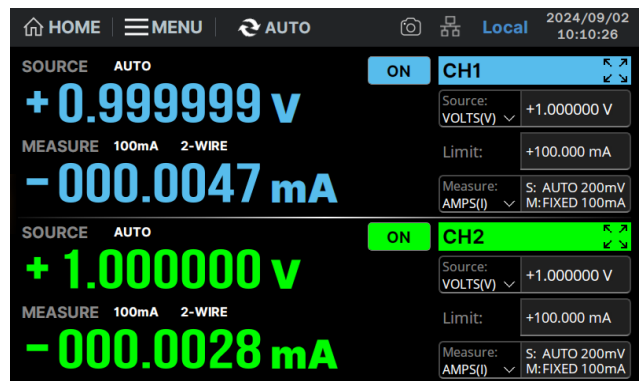 HOME MENU AUTO Local 2024/09/02
10:10:26
SOURCE AUTO ON CH1
+0.999999 V
Source:
VOLTS(V) +1.000000 V
MEASURE 100mA 2-WIRE
Limit: +100.000 mA
-000.0047 mA
Measure: S: AUTO 200mV
AMPS(I) M:FIXED 100mA
SOURCE AUTO ON CH2
+1.000000 V
Source:
VOLTS(V) +1.000000 V
MEASURE 100mA 2-WIRE
Limit: +100.000 mA
-000.0028 mA
Measure: S: AUTO 200mV
AMPS(I) M:FIXED 100mA